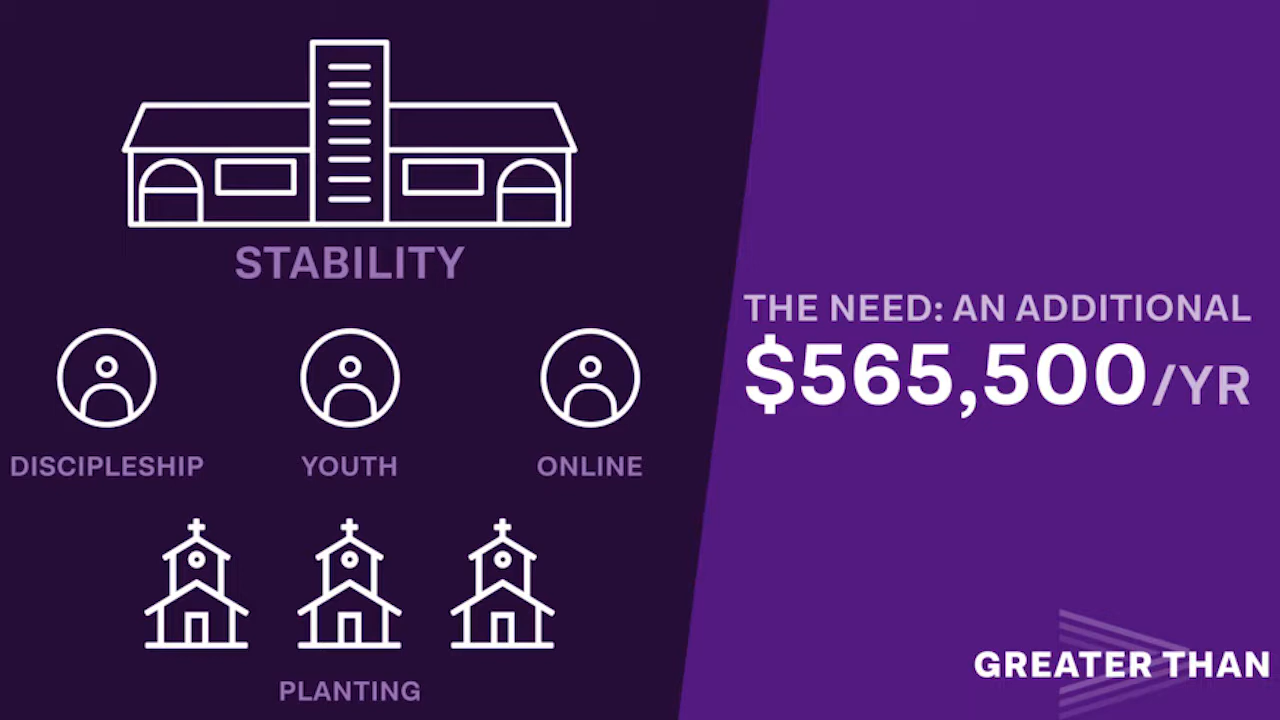 STABILITY
DISCIPLESHIP
YOUTH
ONLINE
PLANTING
THE NEED: AN ADDITIONAL
$565,500/YR
GREATER THAN